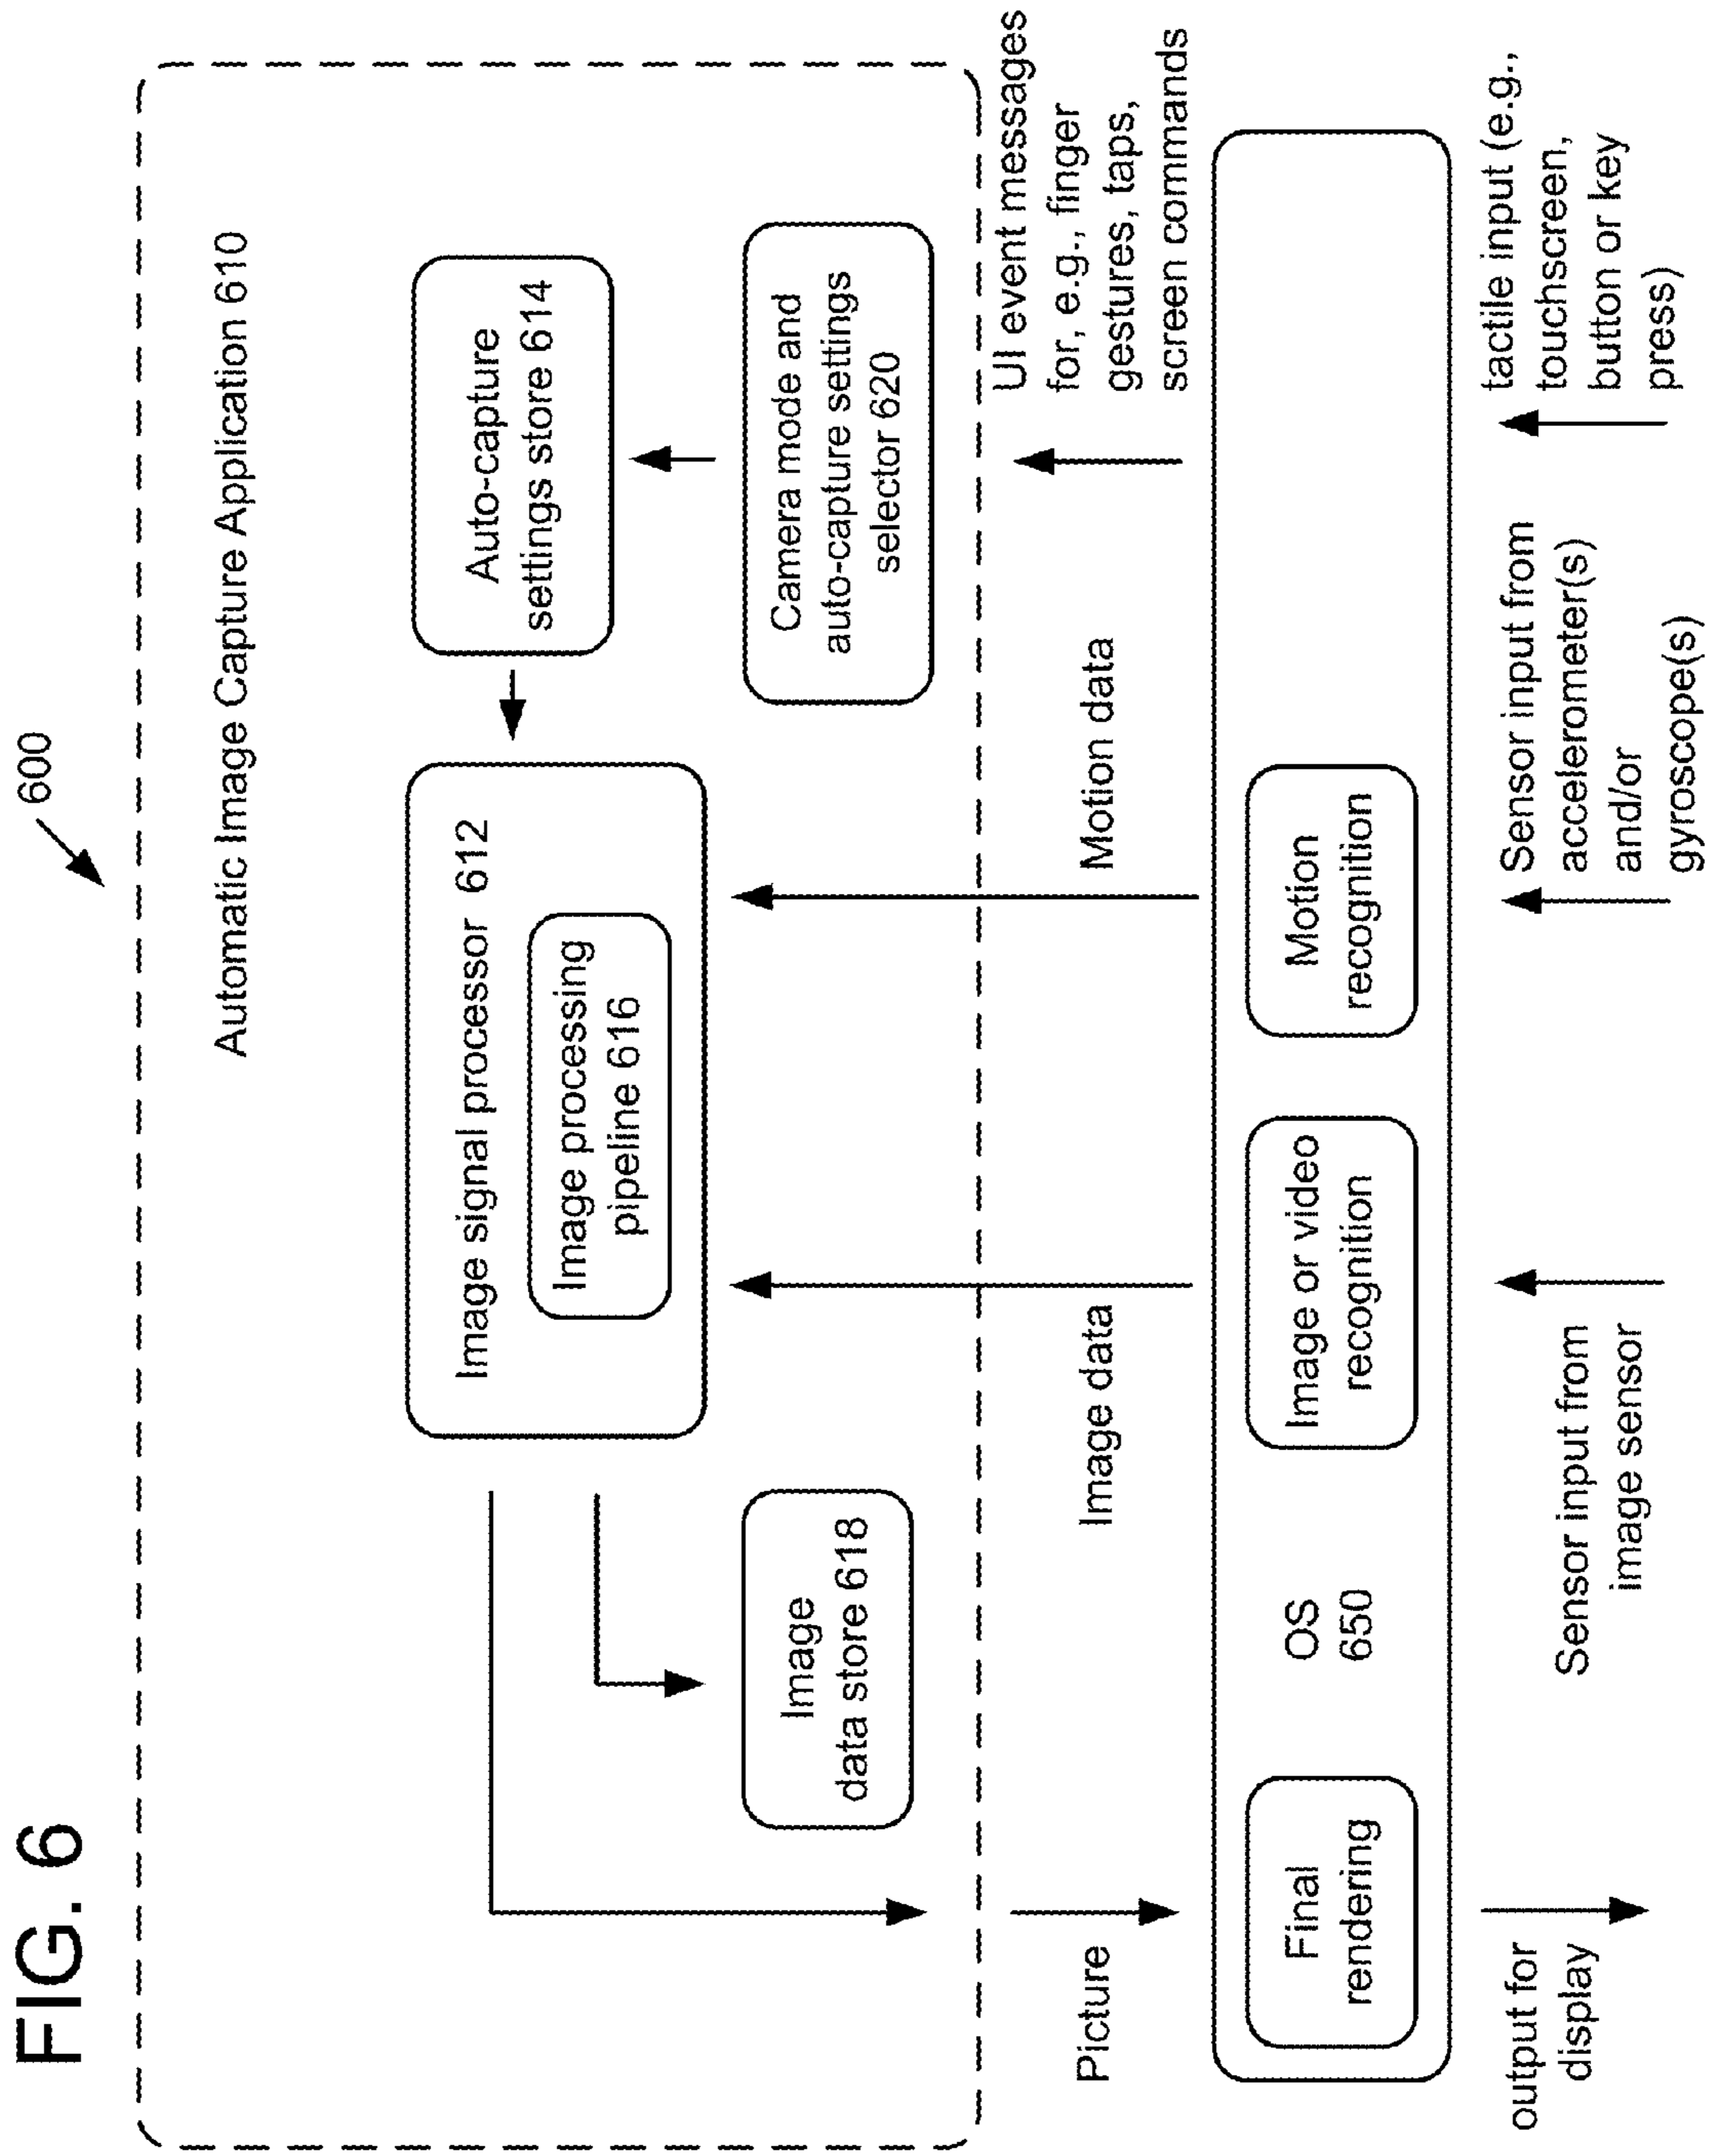 FIG. 6
600
Automatic Image Capture Application 610
Image signal processor 612
Image processing
pipeline 616
Auto-capture
settings store 614
Image
data store 618
Camera mode and
auto-capture settings
selector 620
Picture
Image data
Motion data
UI event messages
for, e.g., finger
gestures, taps,
screen commands
Final
rendering
OS
650
Image or video
recognition
Motion
recognition
output for
display
Sensor input from
image sensor
Sensor input from
accelerometer(s)
and/or
gyroscope(s)
tactile input (e.g.,
touchscreen,
button or key
press)